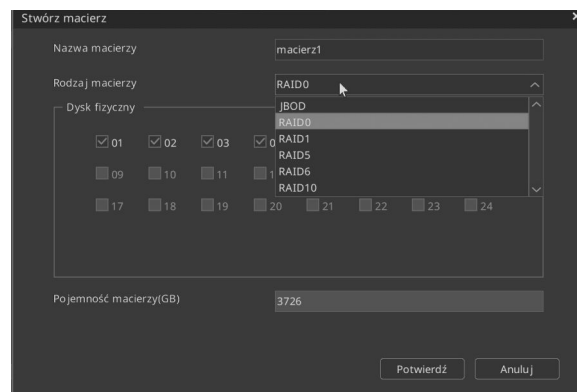 Stwórz macierz
Nazwa macierzy macierz1
Rodzaj macierzy RAID0
Dysk fizyczny JBOD
RAID0
01 02 03 RAID1
RAID5
09 10 11 RAID6
RAID10
17 18 19 20 21 22 23 24
Pojemność macierzy(GB) 3726
Potwierdź Anuluj